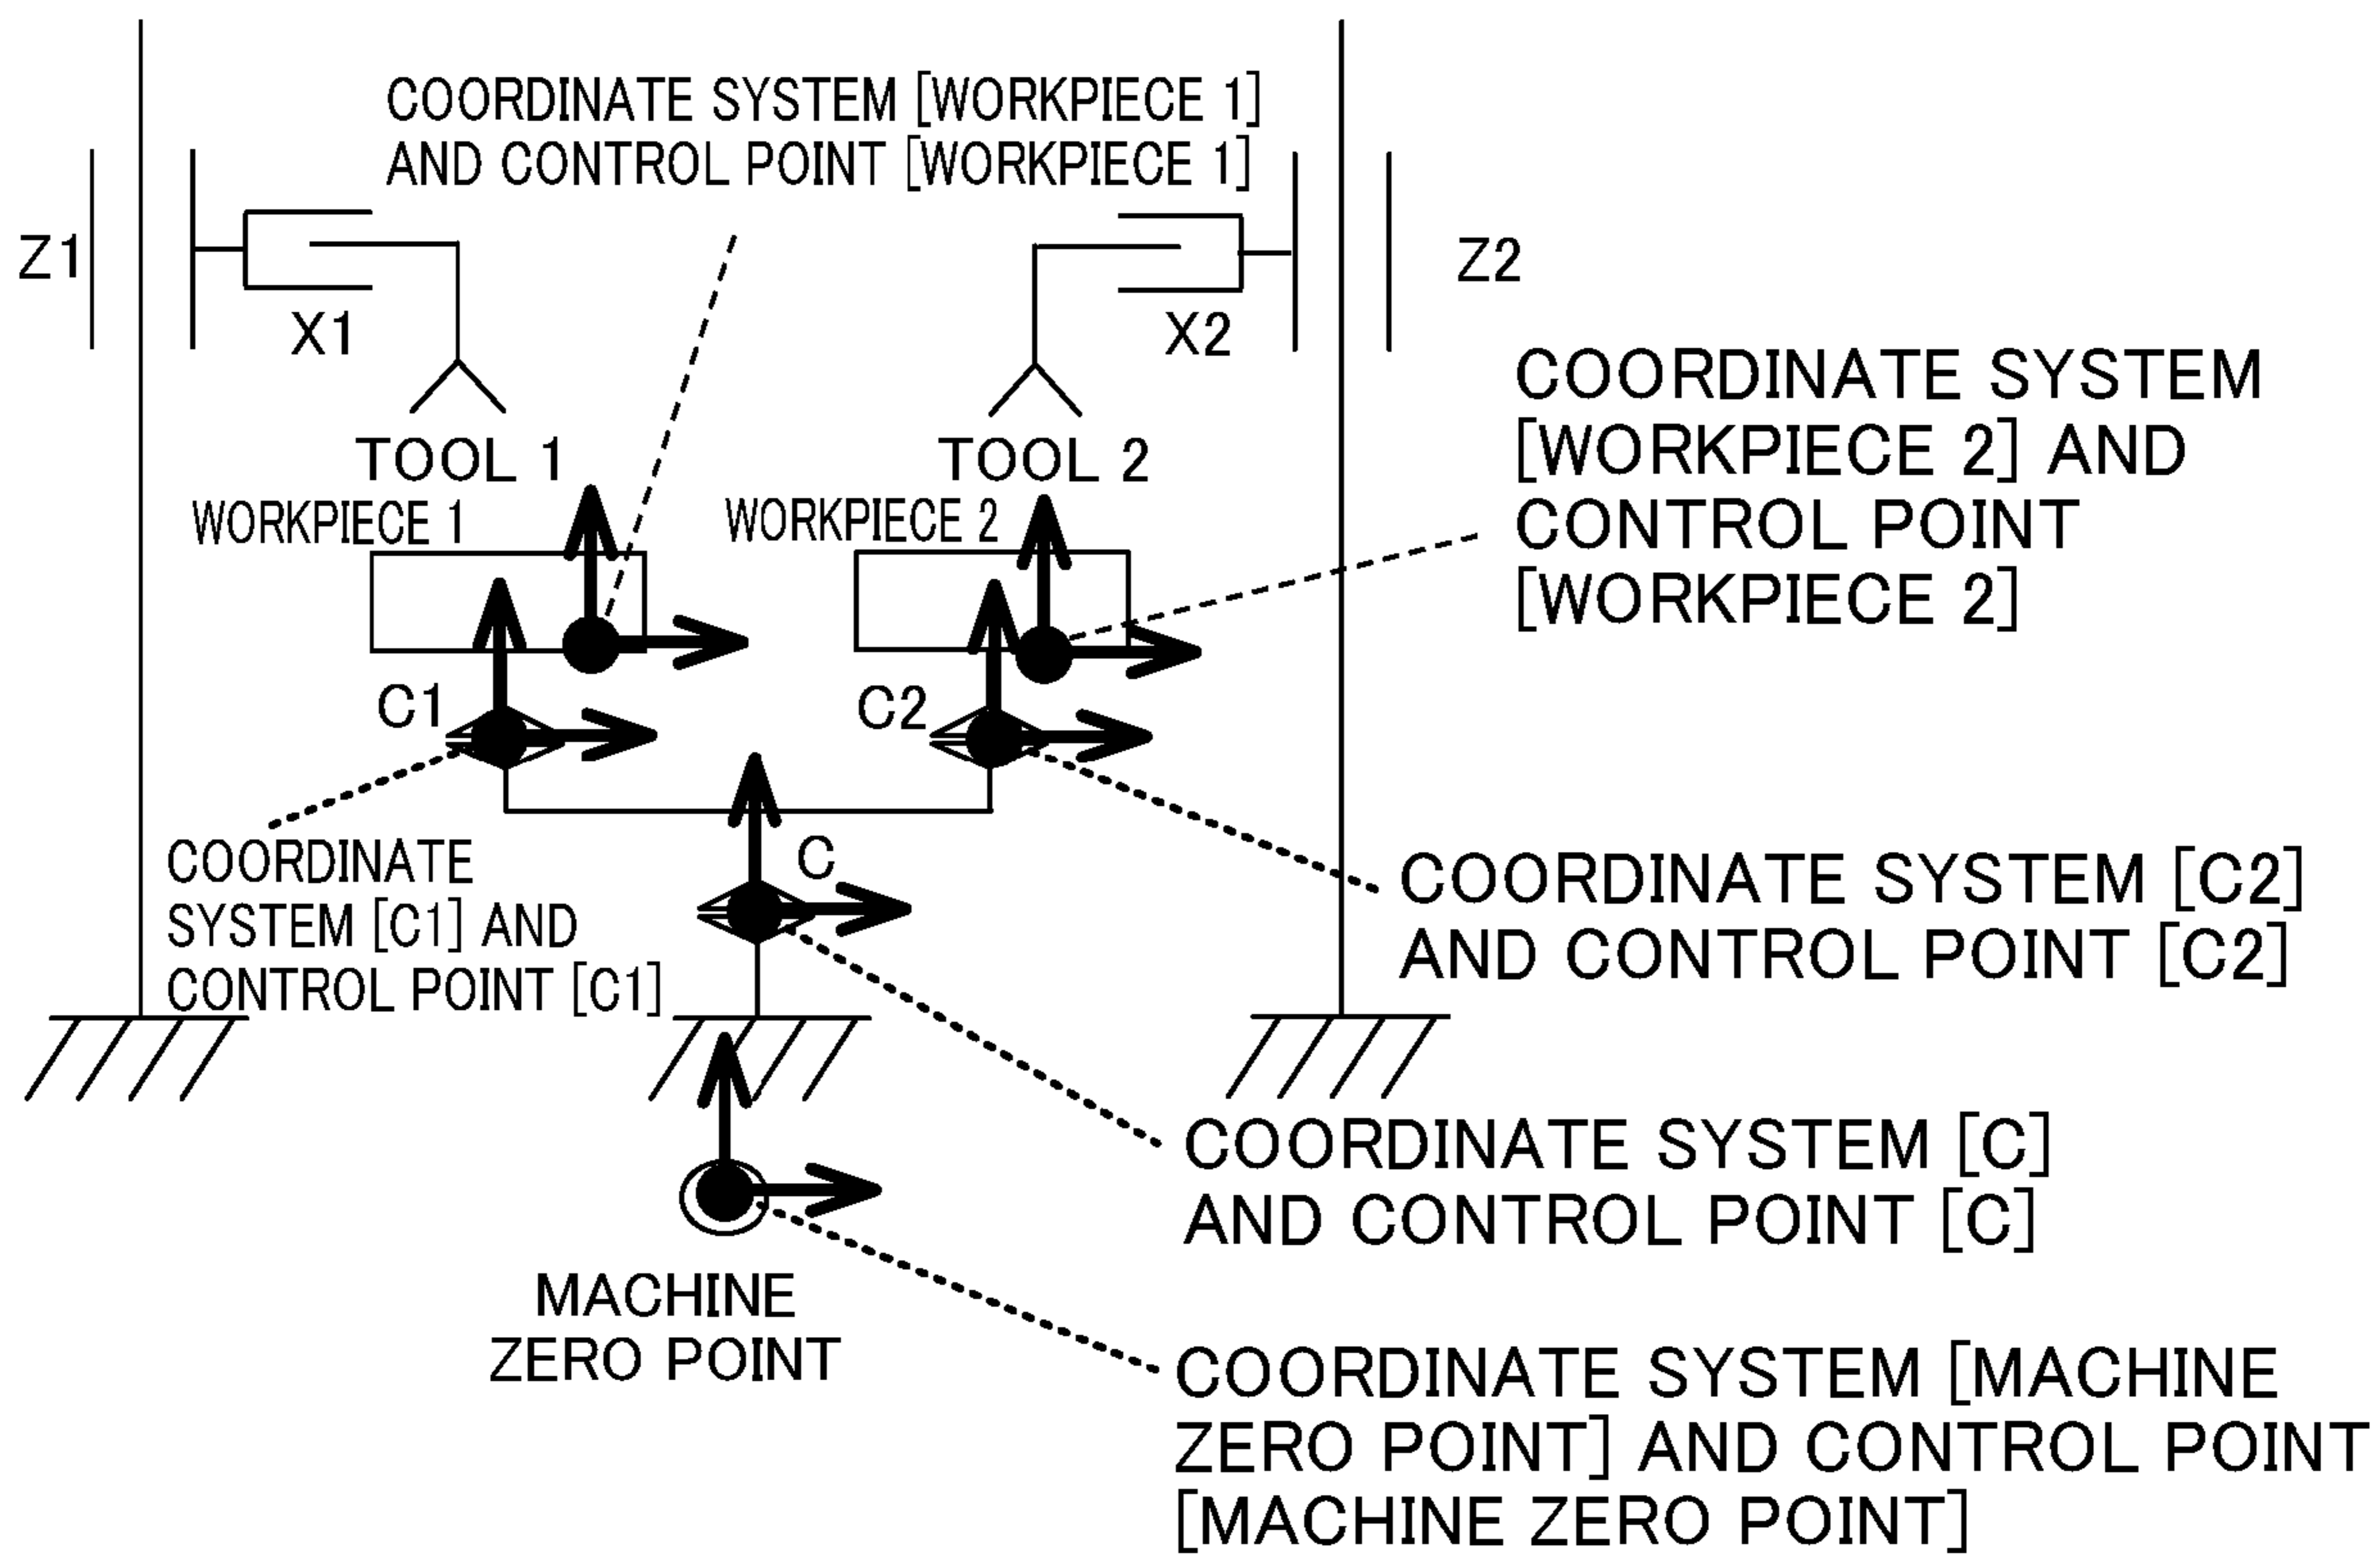 COORDINATE SYSTEM [WORKPIECE 1]
AND CONTROL POINT [WORKPIECE 1]
Z1
X1
X2
Z2
TOOL 1
TOOL 2
COORDINATE SYSTEM
[WORKPIECE 2] AND
CONTROL POINT
[WORKPIECE 2]
WORKPIECE 1
WORKPIECE 2
C1
C2
C
COORDINATE
SYSTEM [C1] AND
CONTROL POINT [C1]
COORDINATE SYSTEM [C2]
AND CONTROL POINT [C2]
COORDINATE SYSTEM [C]
AND CONTROL POINT [C]
MACHINE
ZERO POINT
COORDINATE SYSTEM [MACHINE
ZERO POINT] AND CONTROL POINT
[MACHINE ZERO POINT]